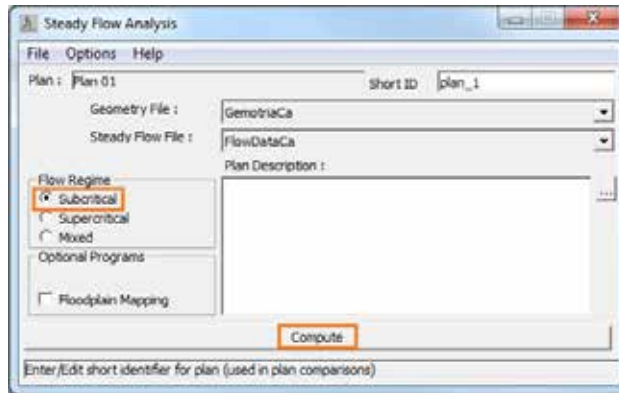 Steady Flow Analysis
File Options Help
Plan : Plan 01 Short ID plan_1
Geometry File : GemotriaCa
Steady Flow File : FlowDataCa
Plan Description :
Flow Regime
Subcritical
Supercritical
Mixed
Optional Programs
Floodplain Mapping
...
Compute
Enter/Edit short identifier for plan (used in plan comparisons)